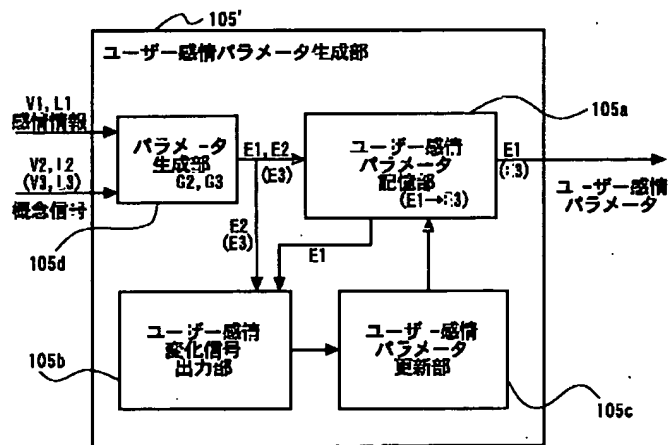 105'
ユーザー感情パラメータ生成部
V1, L1
感情情報
V2, L2
(V3, L3)
概念信号
パラメータ
生成部
G2, G3
105d
E1, E2
(E3)
ユーザー感情
パラメータ
記憶部
(E1→E3)
105a
E1
(E3)
ユーザー感情
パラメータ
E2
(E3)
E1
ユーザー感情
変化信号
出力部
105b
ユーザー感情
パラメータ
更新部
105c